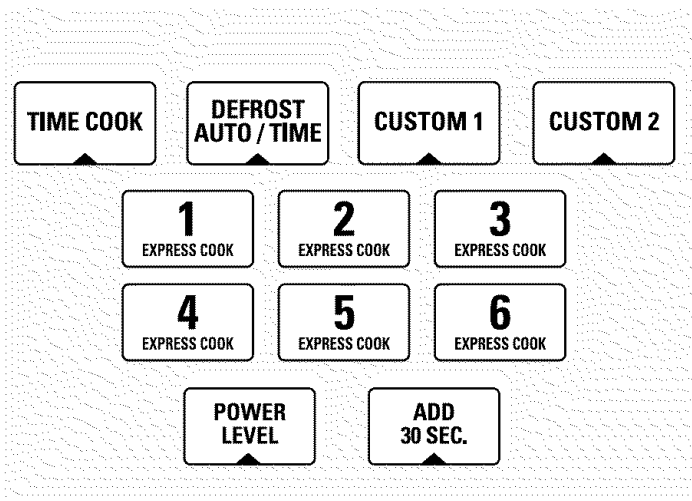 TIME COOK
DEFROST
AUTO / TIME
CUSTOM 1
CUSTOM 2
1
EXPRESS COOK
2
EXPRESS COOK
3
EXPRESS COOK
4
EXPRESS COOK
5
EXPRESS COOK
6
EXPRESS COOK
POWER
LEVEL
ADD
30 SEC.